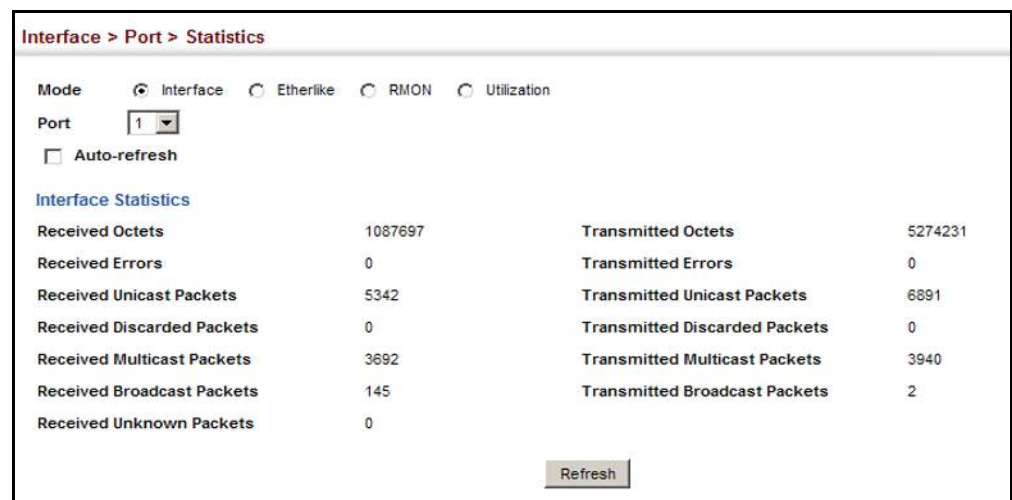 Interface > Port > Statistics
Mode Interface Etherlike RMON Utilization
Port 1
Auto-refresh
Interface Statistics
Received Octets 1087697 Transmitted Octets 5274231
Received Errors 0 Transmitted Errors 0
Received Unicast Packets 5342 Transmitted Unicast Packets 6891
Received Discarded Packets 0 Transmitted Discarded Packets 0
Received Multicast Packets 3692 Transmitted Multicast Packets 3940
Received Broadcast Packets 145 Transmitted Broadcast Packets 2
Received Unknown Packets 0
Refresh